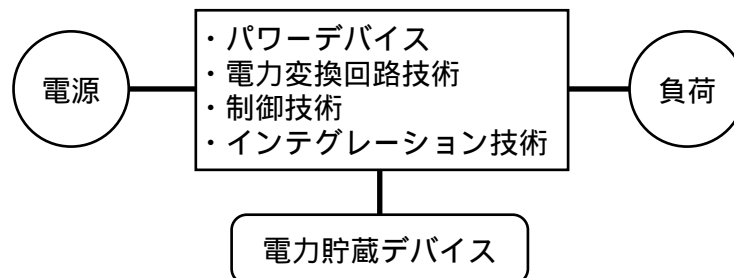 ・パワーデバイス
・電力変換回路技術
・制御技術
・インテグレーション技術
電源
負荷
電力貯蔵デバイス